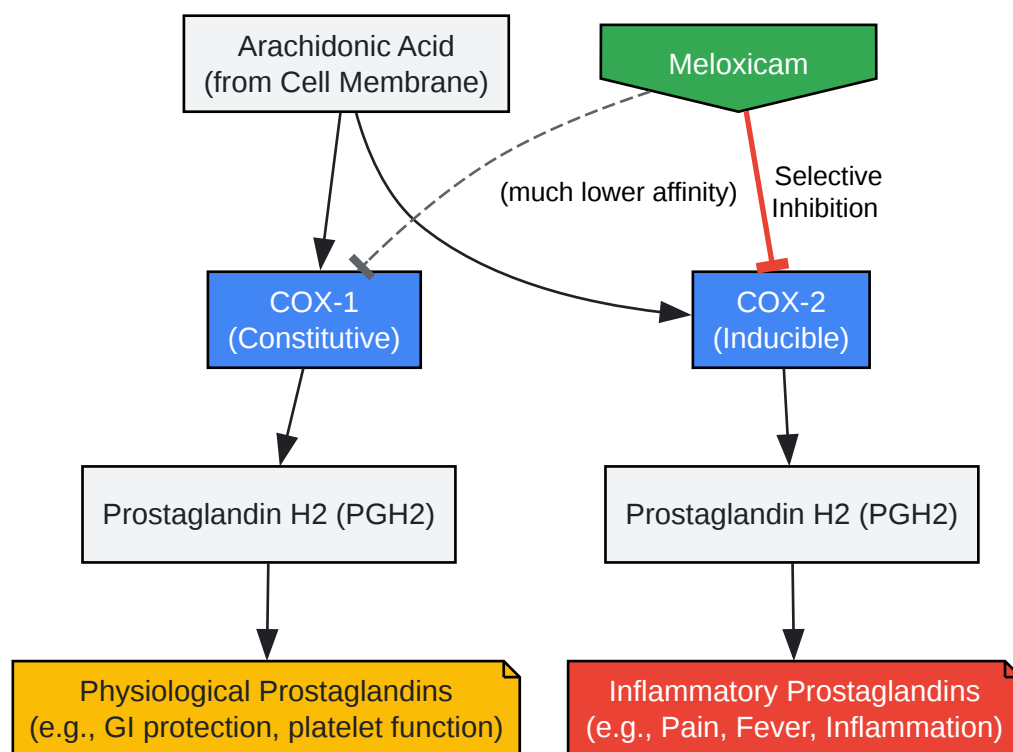 Arachidonic Acid
(from Cell Membrane)
Meloxicam
(much lower affinity)
Selective
Inhibition
COX-1
(Constitutive)
COX-2
(Inducible)
Prostaglandin H2 (PGH2)
Prostaglandin H2 (PGH2)
Physiological Prostaglandins
(e.g., GI protection, platelet function)
Inflammatory Prostaglandins
(e.g., Pain, Fever, Inflammation)